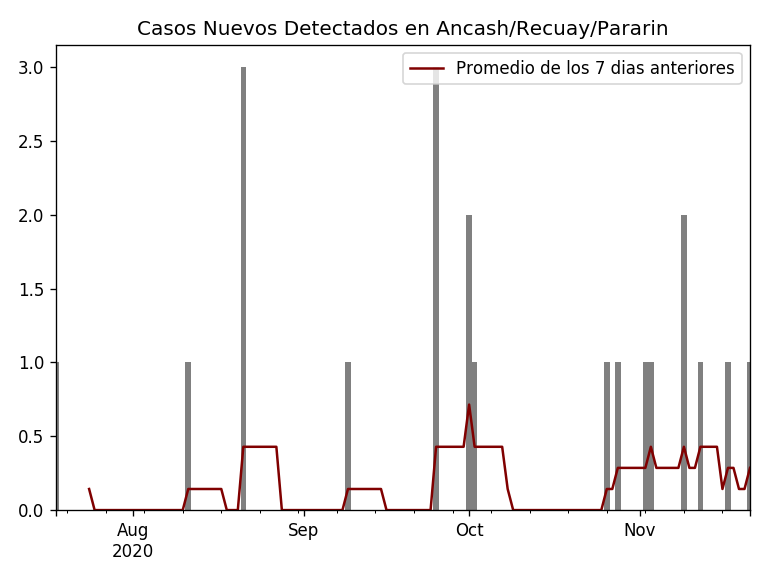 Casos Nuevos Detectados en Ancash/Recuay/Pararin
Promedio de los 7 dias anteriores
3.0
2.5
2.0
1.5
1.0
0.5
0.0
Aug Sep Oct Nov
2020